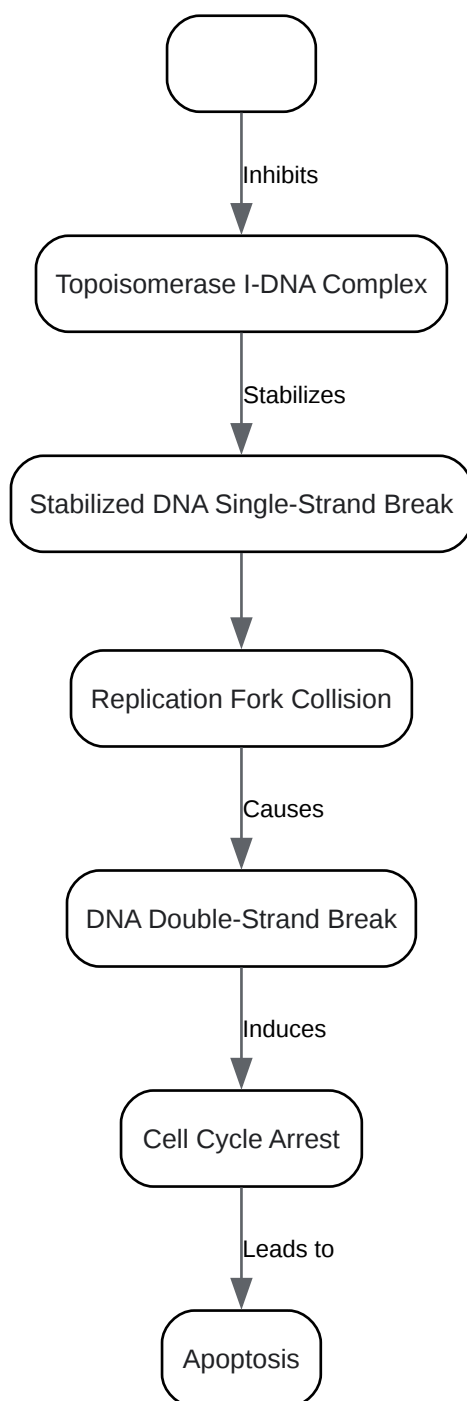 Inhibits
Topoisomerase I-DNA Complex
Stabilizes
Stabilized DNA Single-Strand Break
Replication Fork Collision
Causes
DNA Double-Strand Break
Induces
Cell Cycle Arrest
Leads to
Apoptosis